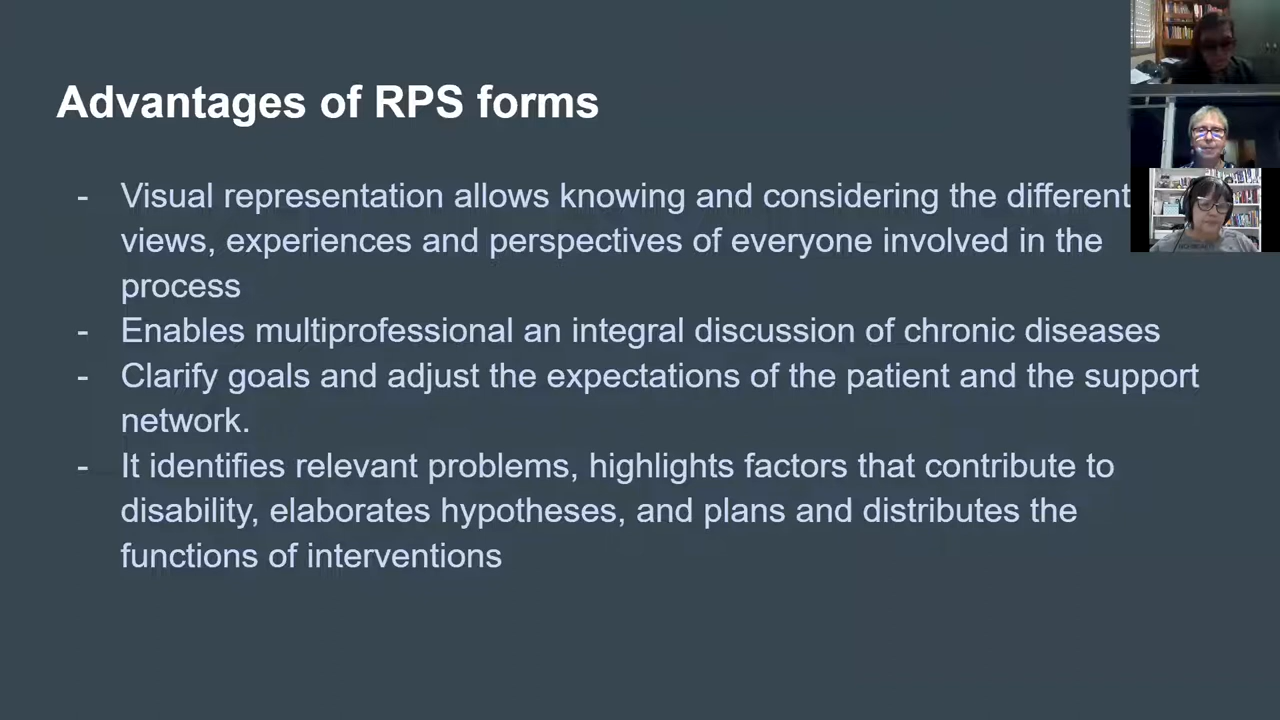 Advantages of RPS forms
- Visual representation allows knowing and considering the different
views, experiences and perspectives of everyone involved in the
process
- Enables multiprofessional an integral discussion of chronic diseases
- Clarify goals and adjust the expectations of the patient and the support
network.
- It identifies relevant problems, highlights factors that contribute to
disability, elaborates hypotheses, and plans and distributes the
functions of interventions